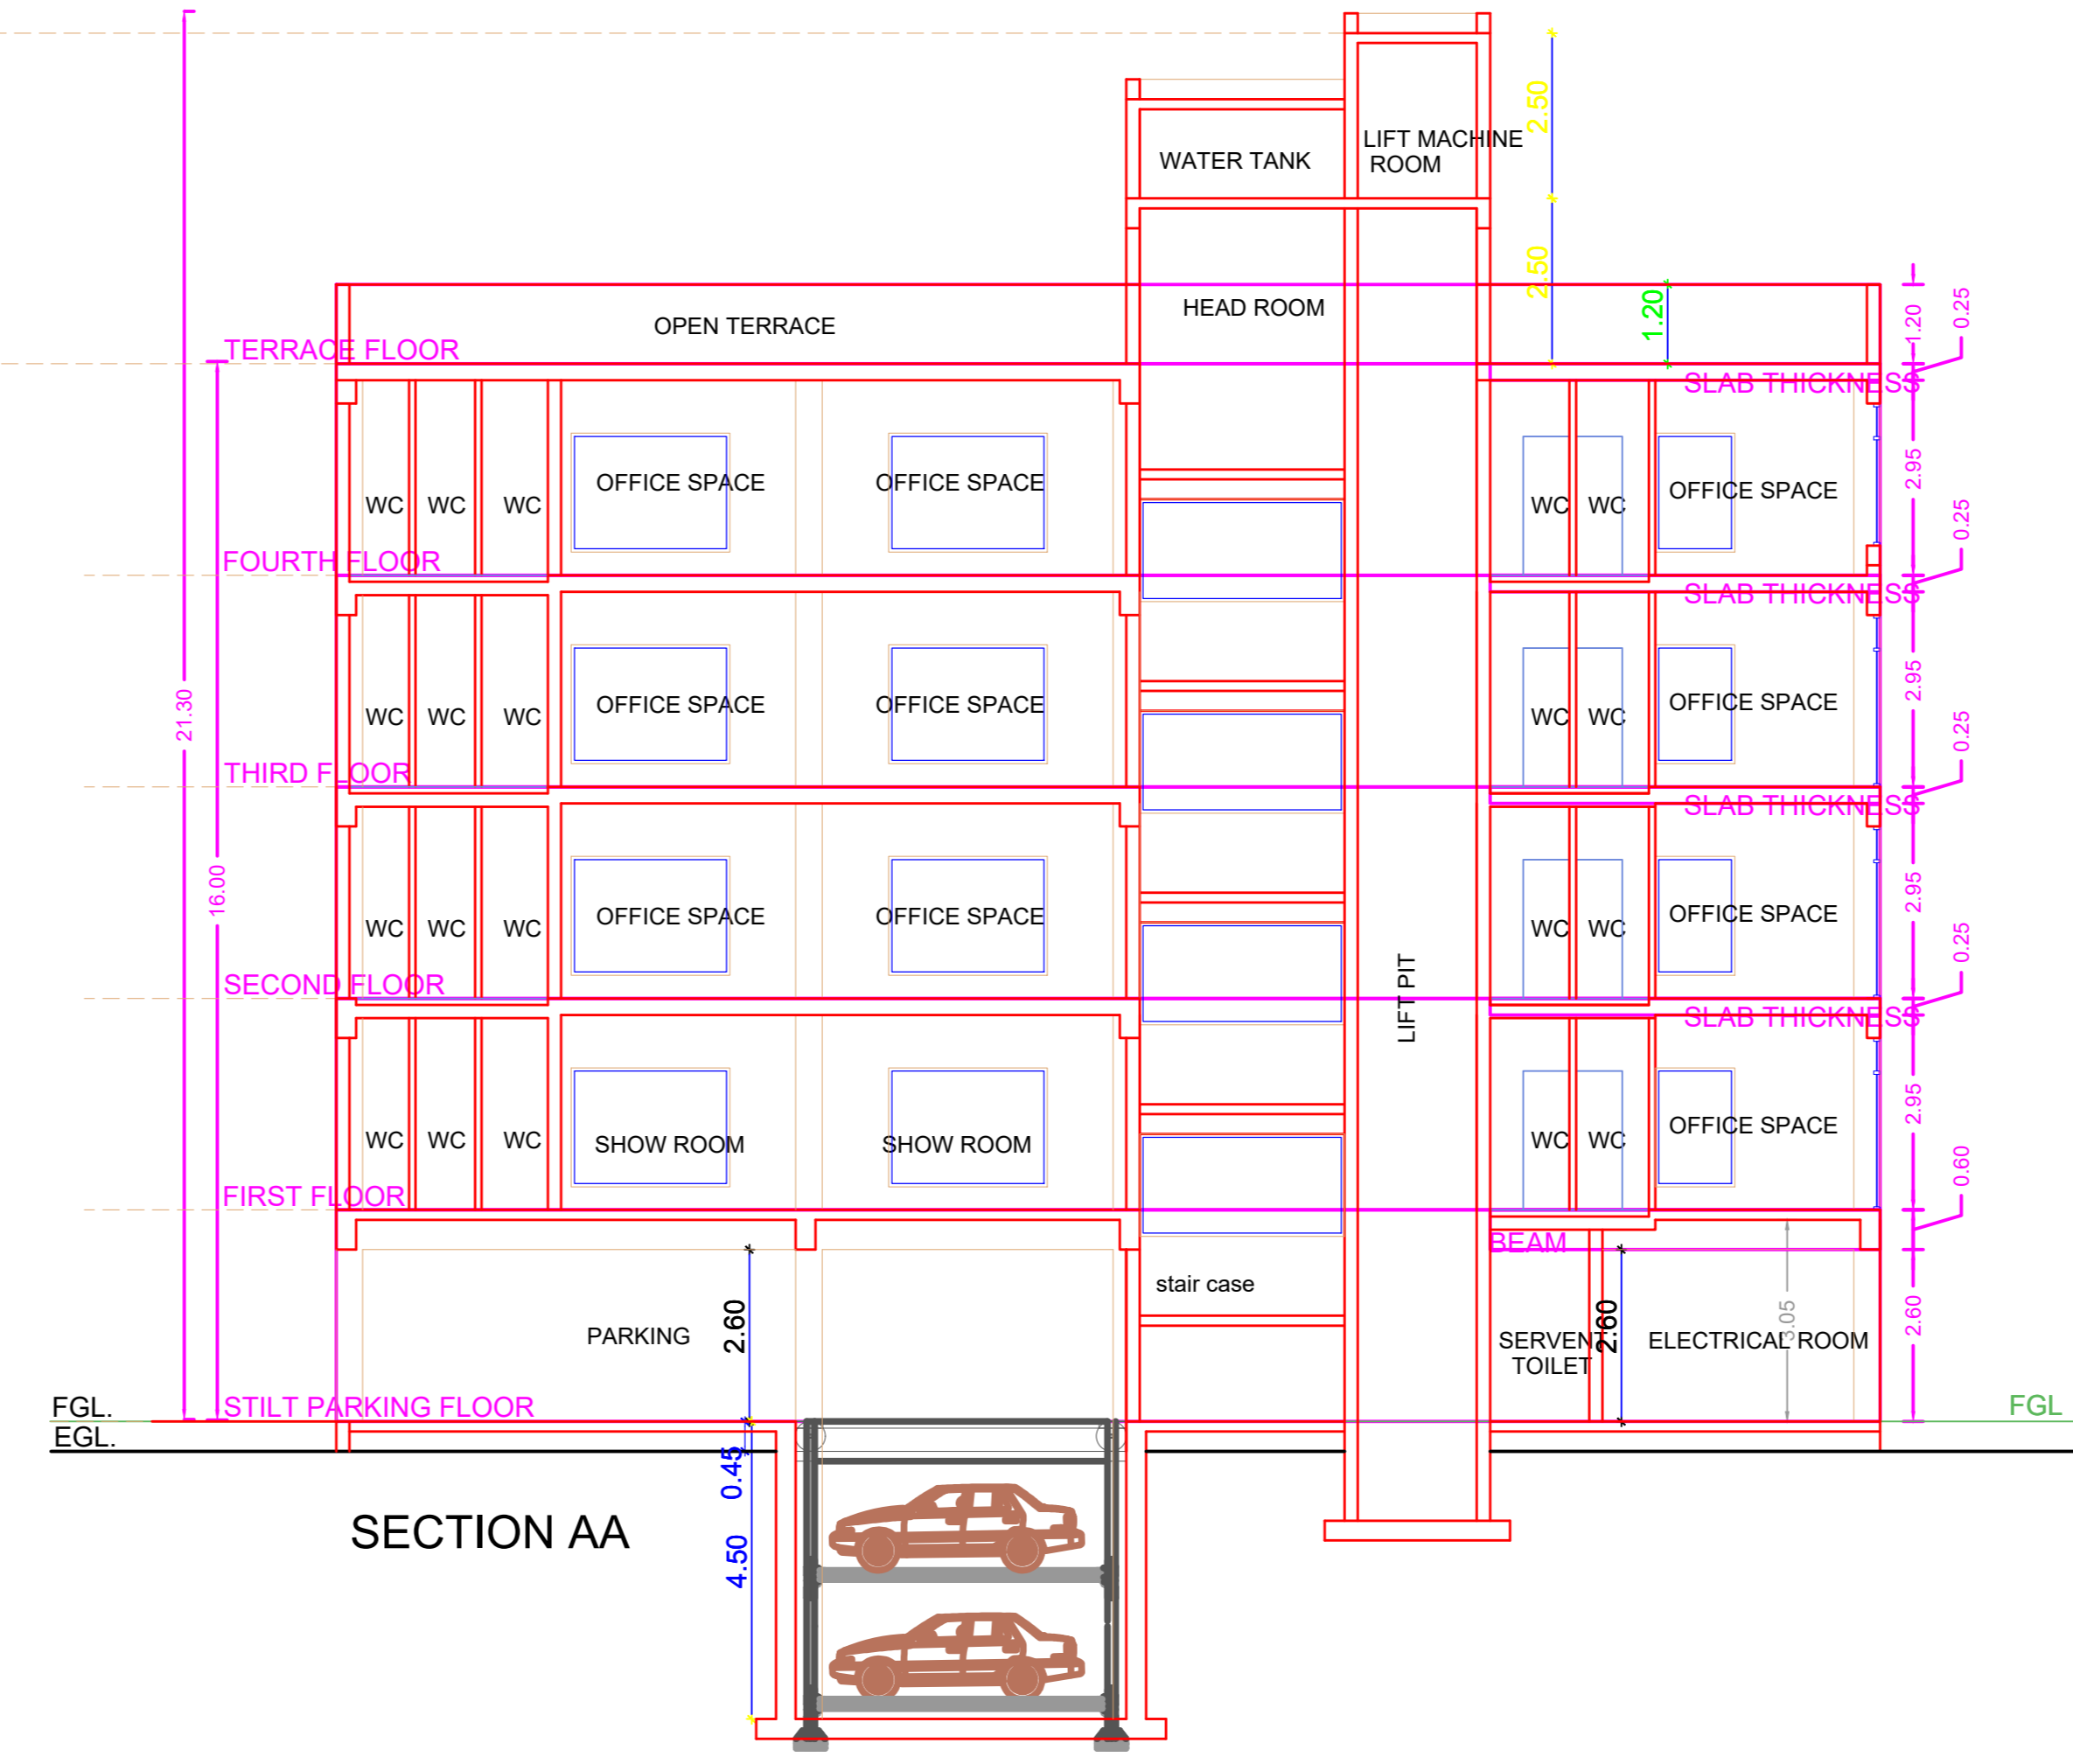 2.50
LIFT MACHINE
ROOM
WATER TANK
2.50
HEAD ROOM
OPEN TERRACE
1.20
1.20
0.25
TERRACE FLOOR
SLAB THICKNESS
OFFICE SPACE
OFFICE SPACE
OFFICE SPACE
WC
WC
WC
WC
WC
2.95
0.25
FOURTH FLOOR
SLAB THICKNESS
21.30
WC
WC
WC
OFFICE SPACE
OFFICE SPACE
WC
WC
OFFICE SPACE
2.95
0.25
THIRD FLOOR
SLAB THICKNESS
16.00
WC
WC
WC
OFFICE SPACE
OFFICE SPACE
WC
WC
OFFICE SPACE
2.95
0.25
SECOND FLOOR
LIFT PIT
SLAB THICKNESS
WC
WC
WC
SHOW ROOM
SHOW ROOM
WC
WC
OFFICE SPACE
2.95
0.60
FIRST FLOOR
BEAM
stair case
PARKING
2.60
SERVENT
TOILET
2.60
ELECTRICAL ROOM
3.05
2.60
FGL.
STILT PARKING FLOOR
FGL
EGL.
0.45
SECTION AA
4.50